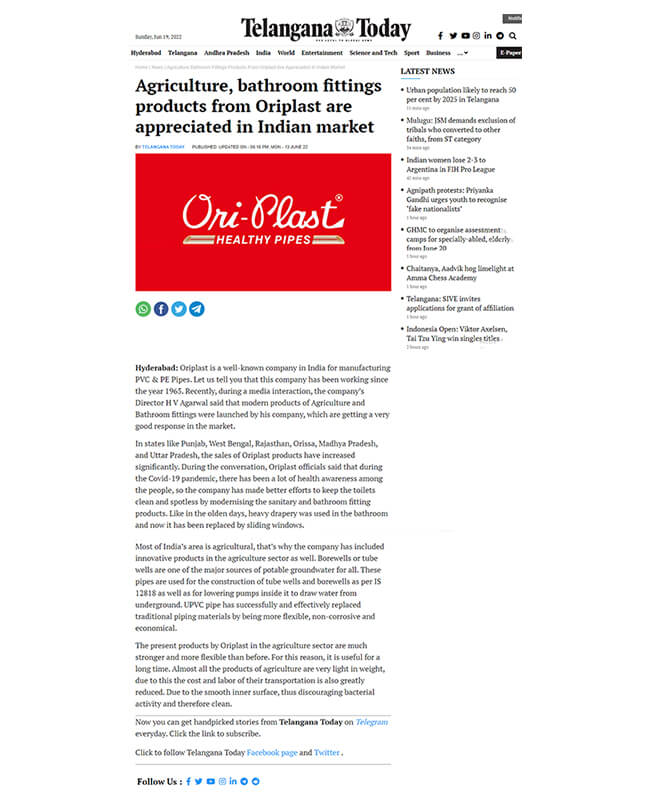 Notific
Sunday, Jun 19, 2022
Telangana Today
Hyderabad Telangana Andhra Pradesh India World Entertainment Science and Tech Sport Business ...
E-Paper
Home | News | Agriculture, Bathroom Fittings Products From Oriplast Are Appreciated In Indian Market
Agriculture, bathroom fittings
products from Oriplast are
appreciated in Indian market
BY TELANGANA TODAY PUBLISHED: UPDATED ON - 06:16 PM, MON - 13 JUNE 22
Ori-Plast®
HEALTHY PIPES
Hyderabad: Oriplast is a well-known company in India for manufacturing
PVC & PE Pipes. Let us tell you that this company has been working since
the year 1965. Recently, during a media interaction, the company's
Director H V Agarwal said that modern products of Agriculture and
Bathroom fittings were launched by his company, which are getting a very
good response in the market.
In states like Punjab, West Bengal, Rajasthan, Orissa, Madhya Pradesh,
and Uttar Pradesh, the sales of Oriplast products have increased
significantly. During the conversation, Oriplast officials said that during
the Covid-19 pandemic, there has been a lot of health awareness among
the people, so the company has made better efforts to keep the toilets
clean and spotless by modernising the sanitary and bathroom fitting
products. Like in the olden days, heavy drapery was used in the bathroom
and now it has been replaced by sliding windows.
Most of India's area is agricultural, that's why the company has included
innovative products in the agriculture sector as well. Borewells or tube
wells are one of the major sources of potable groundwater for all. These
pipes are used for the construction of tube wells and borewells as per IS
12818 as well as for lowering pumps inside it to draw water from
underground. UPVC pipe has successfully and effectively replaced
traditional piping materials by being more flexible, non-corrosive and
economical.
The present products by Oriplast in the agriculture sector are much
stronger and more flexible than before. For this reason, it is useful for a
long time. Almost all the products of agriculture are very light in weight,
due to this the cost and labor of their transportation is also greatly
reduced. Due to the smooth inner surface, thus discouraging bacterial
activity and therefore clean.
Now you can get handpicked stories from Telangana Today on Telegram
everyday. Click the link to subscribe.
Click to follow Telangana Today Facebook page and Twitter .
Follow Us :
LATEST NEWS
Urban population likely to reach 50
per cent by 2025 in Telangana
Mulugu: JSM demands exclusion of
tribals who converted to other
faiths, from ST category
Indian women lose 2-3 to
Argentina in FIH Pro League
Agnipath protests: Priyanka
Gandhi urges youth to recognise
'fake nationalists'
1 hour ago
GHMC to organise assestment
camps for specially-abled, elderly
from June 20
1 hour ago
Chaitanya, Aadvik hog limelight at
Amma Chess Academy
1 hour ago
Telangana: SIVE invites
applications for grant of affiliation
1 hour ago
Indonesia Open: Viktor Axelsen,
Tai Tzu Ying win singles titles
2 hours ago